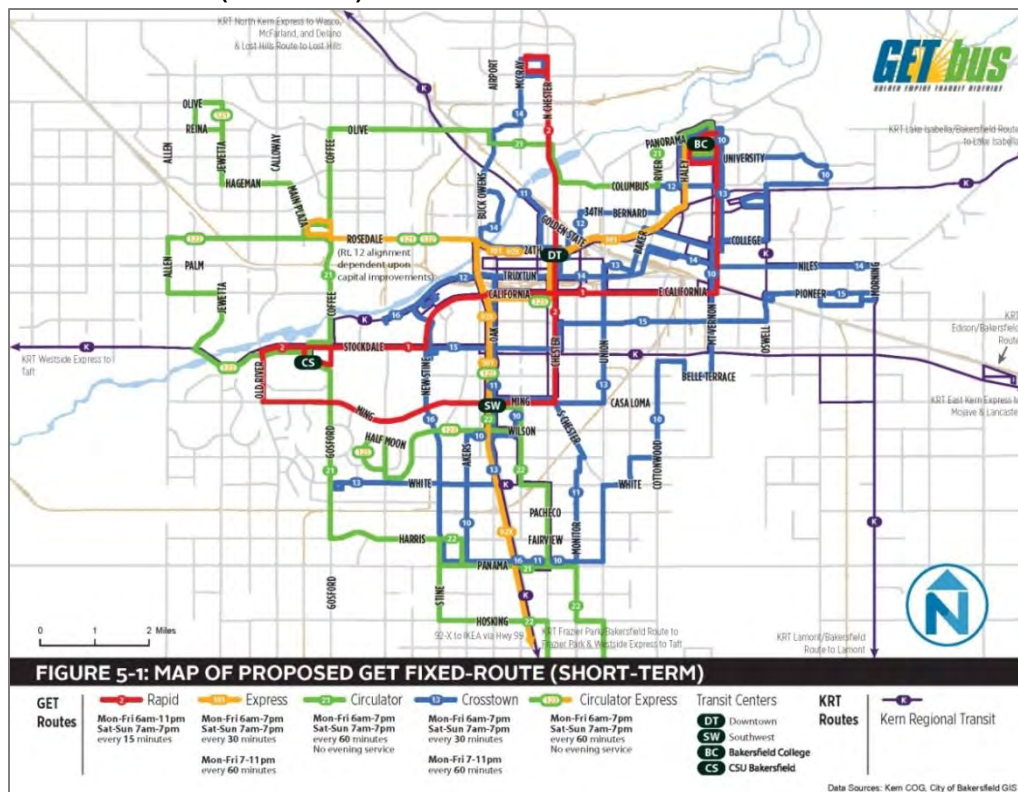 KRT North Kern Express to Wasco,
McFarland, and Delano
& Lost Hills Route to Lost Hills
GET bus
GOLDEN EMPIRE TRANSIT DISTRICT
AIRPORT
MCCRAY
N CHESTER
OLIVE
REINA
ALLEN
JEWETTA
CALLOWAY
COFFEE
OLIVE
HAGEMAN
MAIN PLAZA
BUCK OWENS
PANORAMA
BC
RIVER
HALEY
UNIVERSITY
COLUMBUS
KRT Lake Isabella/Bakersfield Route
to Lake Isabella
34TH
BERNARD
GOLDEN STATE
BAKER
COLLEGE
ROSEDALE
(RL 12 alignment
dependent upon
capital improvements)
24TH
DT
ALLEN
PALM
JEWETTA
COFFEE
TRUXTUN
CALIFORNIA
E CALIFORNIA
NILES
PIONEER
MORNING
KRT Westside Express to
Taft
STOCKDALE
CS
OLD RIVER
NEW STINE
OAK
CHESTER
UNION
MT VERNON
OSWELL
KRT
Edison/Bakersfield
Route
BELLE TERRACE
KRT East Kern Express to
Mojave & Lancaster
MING
SW
MING
CASA LOMA
S CHESTER
GOSFORD
HALF MOON
WILSON
AKERS
WHITE
WHITE
COTTONWOOD
PACHECO
FAIRVIEW
MONITOR
HARRIS
PANAMA
GOSFORD
STINE
HOSKING
0 1 2 Miles
92-X to IKEA via Hwy 99
KRT Frazier Park/Bakersfield Route to
Frazier Park & Westside Express to Taft
KRT Lamont/Bakersfield
Route to Lamont
N
FIGURE 5-1: MAP OF PROPOSED GET FIXED-ROUTE (SHORT-TERM)
GET
Routes
2 Rapid
Mon-Fri 6am-11pm
Sat-Sun 7am-7pm
every 15 minutes
Express
Mon-Fri 6am-7pm
Sat-Sun 7am-7pm
every 30 minutes
Mon-Fri 7-11pm
every 60 minutes
21 Circulator
Mon-Fri 6am-7pm
Sat-Sun 7am-7pm
every 60 minutes
No evening service
13 Crosstown
Mon-Fri 6am-7pm
Sat-Sun 7am-7pm
every 30 minutes
Mon-Fri 7-11pm
every 60 minutes
Circulator Express
Mon-Fri 6am-7pm
Sat-Sun 7am-7pm
every 60 minutes
No evening service
Transit Centers
DT Downtown
SW Southwest
BC Bakersfield College
CS CSU Bakersfield
KRT
Routes
K Kern Regional Transit
Data Sources: Kern COG, City of Bakersfield GIS